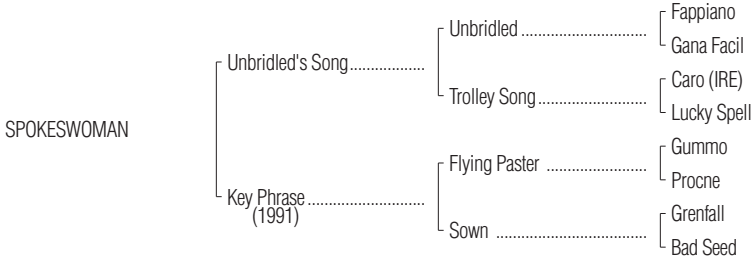 Fappiano
Unbridled ..............................
Gana Facil
Unbridled's Song..................
Caro (IRE)
Trolley Song..........................
Lucky Spell
SPOKESWOMAN
Gummo
Flying Paster ........................
Procne
Key Phrase ............................
(1991)
Grenfall
Sown ....................................
Bad Seed